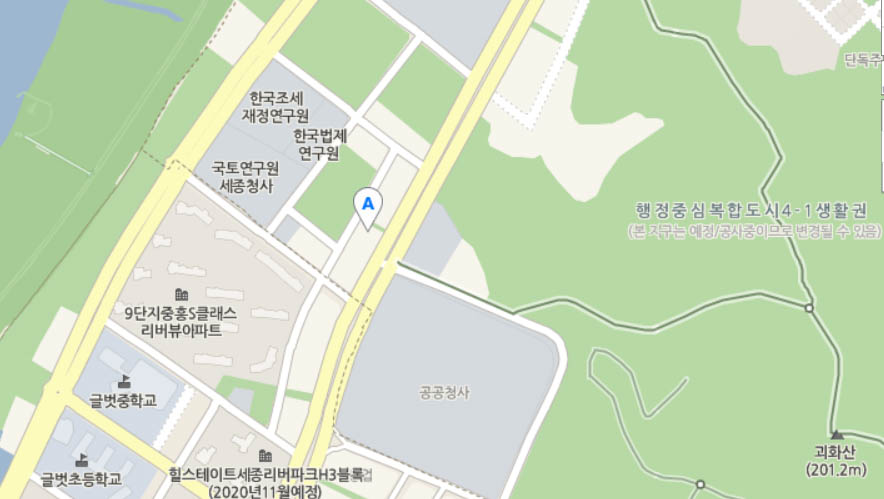 단독주
한국조세
재정연구원
한국법제
연구원
국토연구원
세종청사
A
행정중심복합도시4-1생활권
(본 지구는 예정/공사중이므로 변경될 수 있음)
9단지중흥S클래스
리버뷰아파트
공공청사
글벗중학교
괴화산
(201.2m)
글벗초등학교
힐스테이트세종리버파크H3블록
(2020년11월예정)